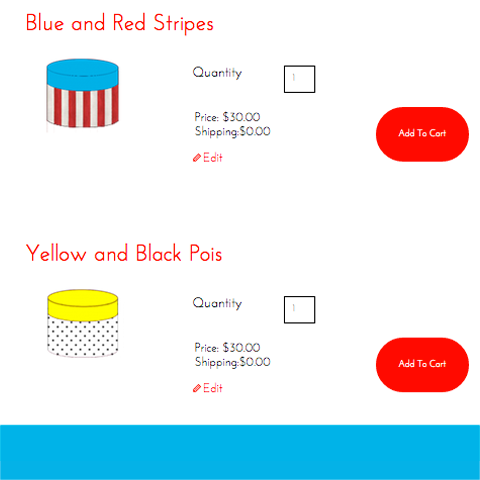 Blue and Red Stripes
Quantity
1
Price: $30.00
Shipping:$0.00
Edit
Add To Cart
Yellow and Black Pois
Quantity
1
Price: $30.00
Shipping:$0.00
Edit
Add To Cart